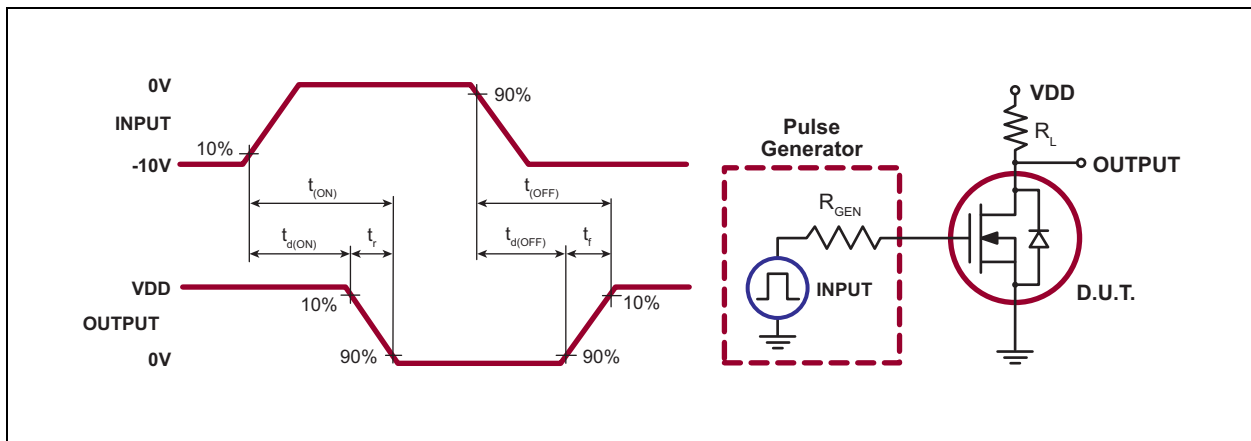 0V
INPUT
-10V
10%
90%
t(ON)
t(OFF)
td(ON)
tr
td(OFF)
tf
VDD
OUTPUT
0V
10%
90%
90%
10%
Pulse
Generator
RGEN
INPUT
VDD
RL
OUTPUT
D.U.T.